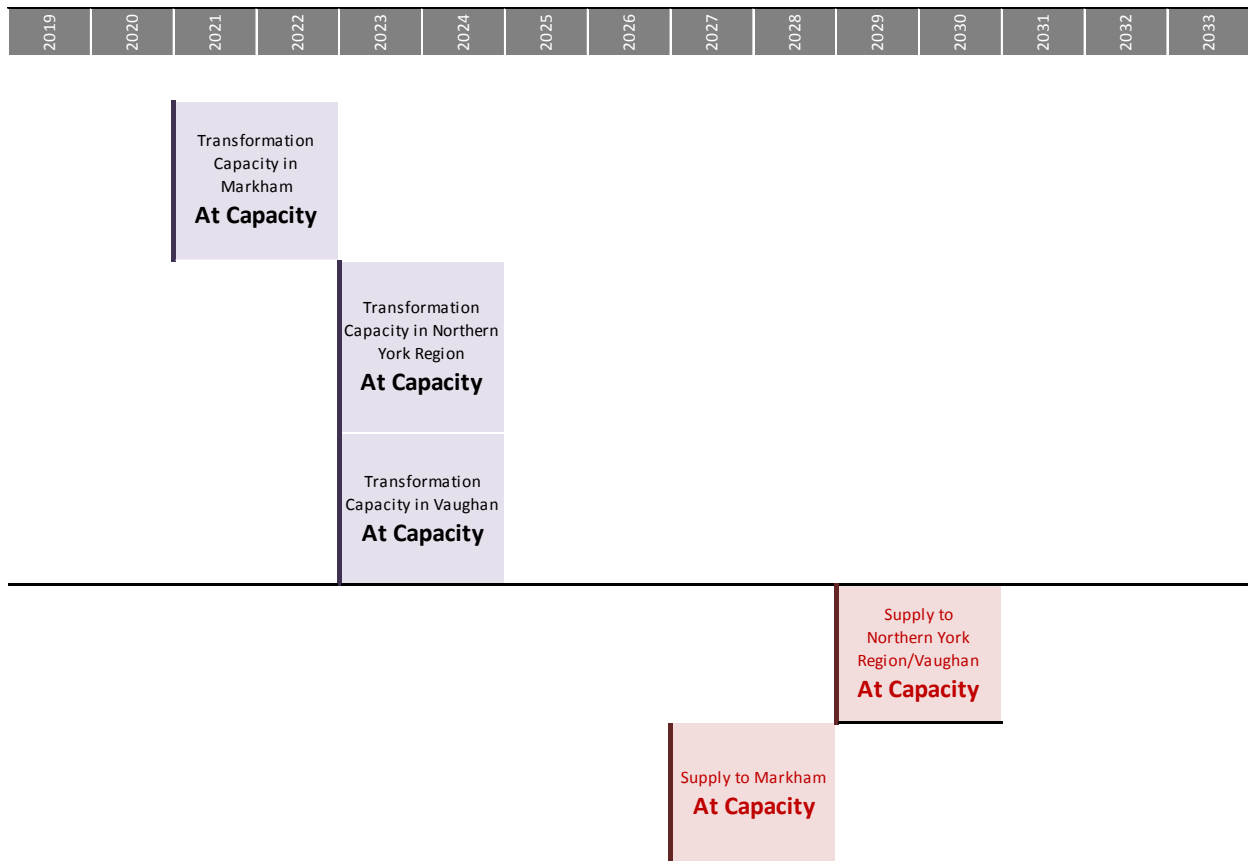 2019 2020 2021 2022 2023 2024 2025 2026 2027 2028 2029 2030 2031 2032 2033
Transformation
Capacity in
Markham
At Capacity
Transformation
Capacity in Northern
York Region
At Capacity
Transformation
Capacity in Vaughan
At Capacity
Supply to
Northern York
Region/Vaughan
At Capacity
Supply to Markham
At Capacity